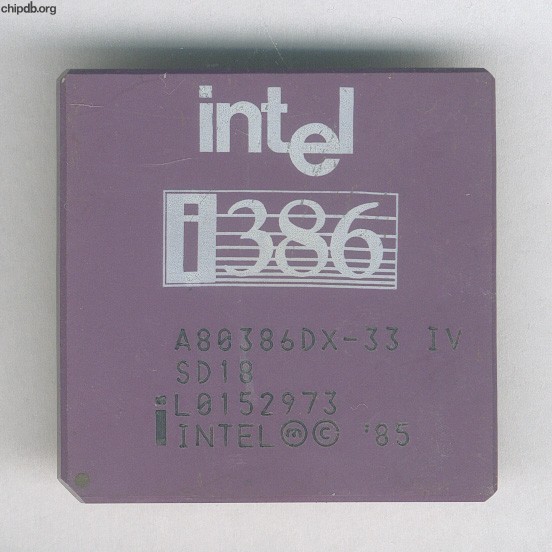 chipdb.org
intel
i386
A80386DX-33 IV
SD18
L0152973
INTEL Ⓜ © '85